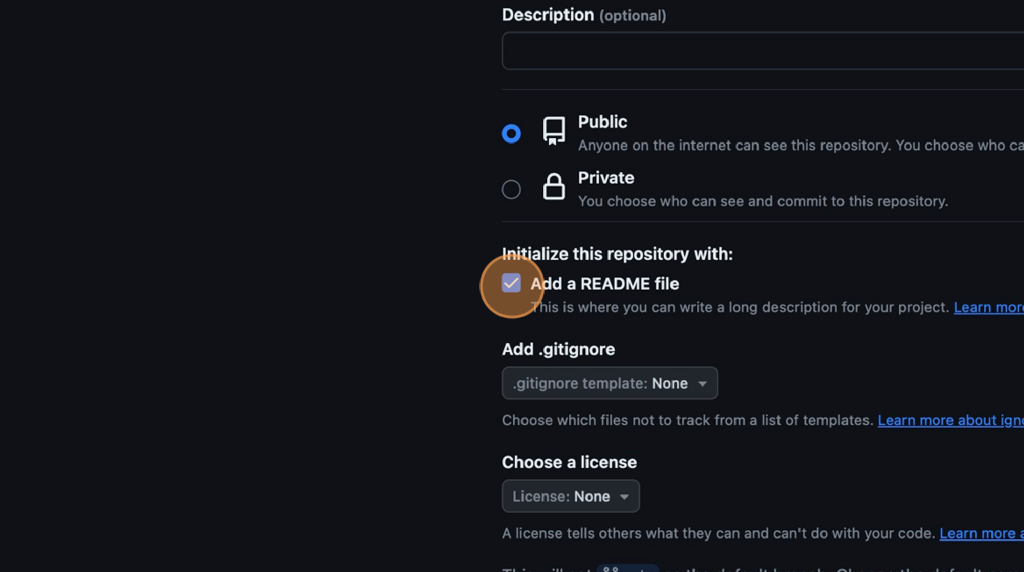 Description (optional)
Public
Anyone on the internet can see this repository. You choose who ca
Private
You choose who can see and commit to this repository.
Initialize this repository with:
Add a README file
This is where you can write a long description for your project. Learn more
Add .gitignore
.gitignore template: None
Choose which files not to track from a list of templates. Learn more about igno
Choose a license
License: None
A license tells others what they can and can't do with your code. Learn more a